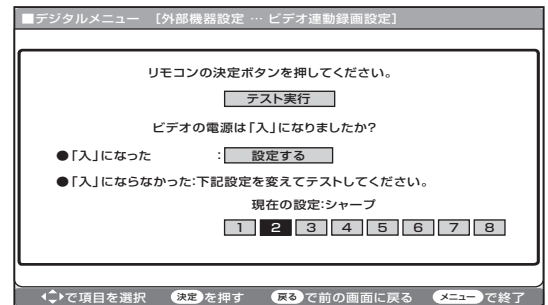 ■デジタルメニュー [外部機器設定 … ビデオ連動録画設定]
リモコンの決定ボタンを押してください。
テスト実行
ビデオの電源は「入」になりましたか?
●「入」になった : 設定する
●「入」にならなかった:下記設定を変えてテストしてください。
現在の設定:シャープ
1 2 3 4 5 6 7 8
で項目を選択 決定を押す 戻るで前の画面に戻る メニューで終了